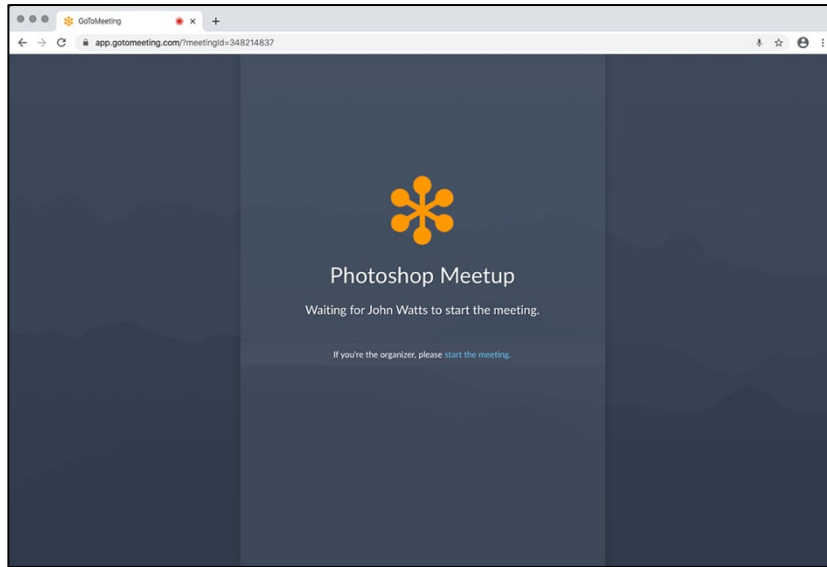 GoToMeeting
app.gotomeeting.com/?meetingId=348214837
Photoshop Meetup
Waiting for John Watts to start the meeting.
If you're the organizer, please start the meeting.